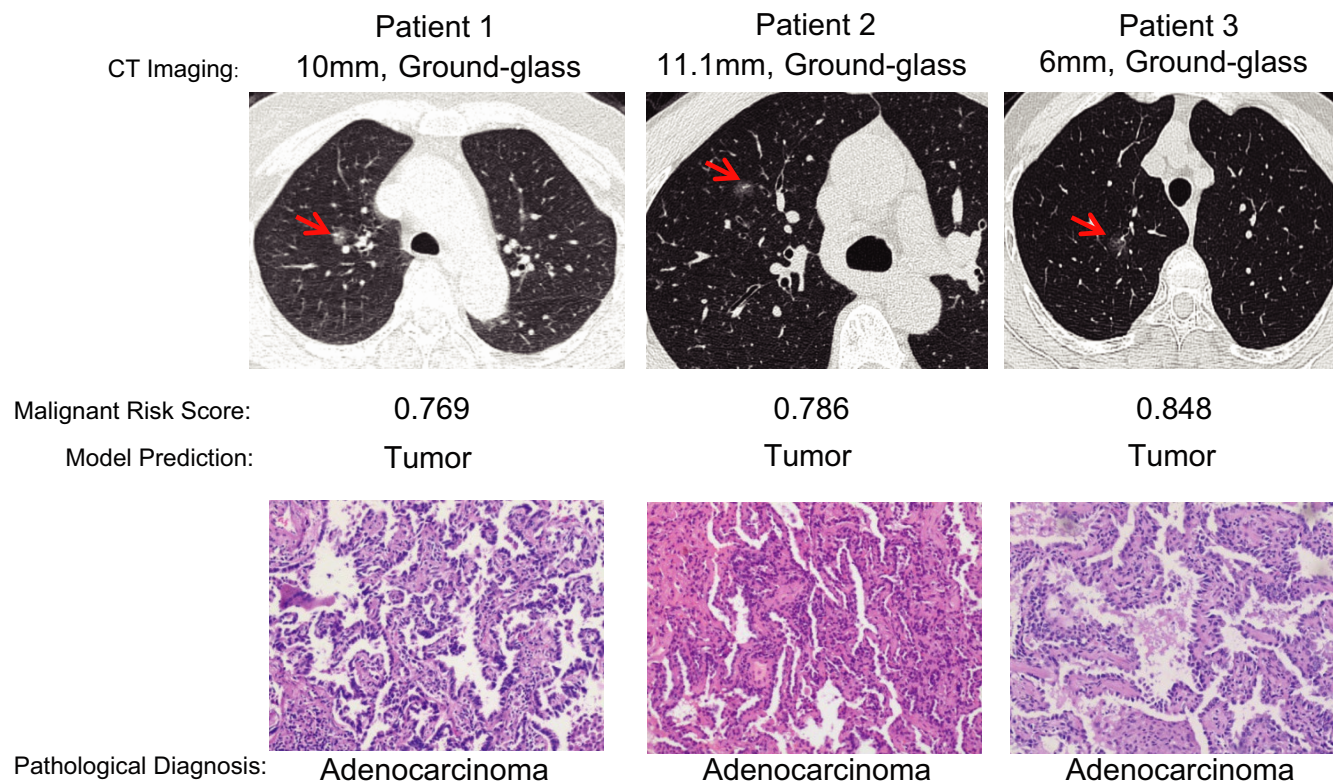 Patient 1
Patient 2
Patient 3
CT Imaging: 10mm, Ground-glass 11.1mm, Ground-glass 6mm, Ground-glass
Malignant Risk Score: 0.769 0.786 0.848
Model Prediction: Tumor Tumor Tumor
Pathological Diagnosis: Adenocarcinoma Adenocarcinoma Adenocarcinoma